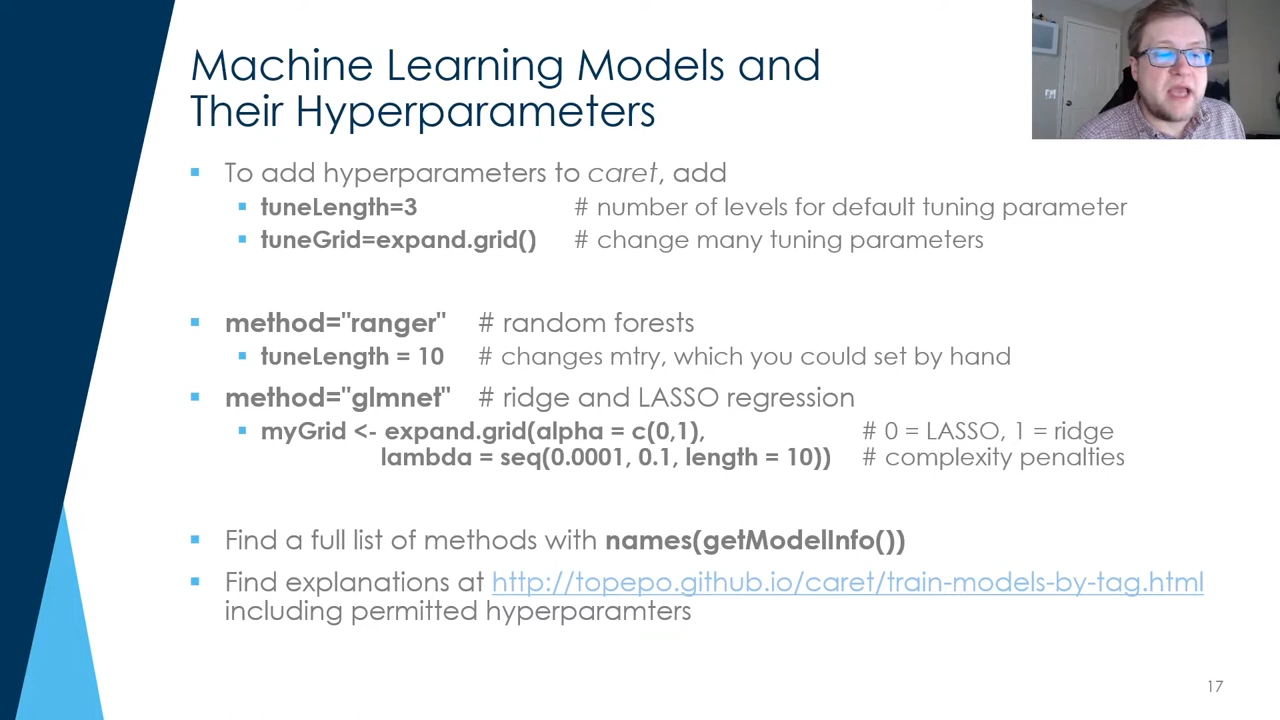 Machine Learning Models and
Their Hyperparameters
To add hyperparameters to caret, add
tuneLength=3 # number of levels for default tuning parameter
tuneGrid=expand.grid() # change many tuning parameters
method="ranger" # random forests
tuneLength = 10 # changes mtry, which you could set by hand
method="glmnet" # ridge and LASSO regression
myGrid <- expand.grid(alpha = c(0,1), # 0 = LASSO, 1 = ridge
lambda = seq(0.0001, 0.1, length = 10)) # complexity penalties
Find a full list of methods with names(getModelInfo())
Find explanations at http://topepo.github.io/caret/train-models-by-tag.html
including permitted hyperparamters
17